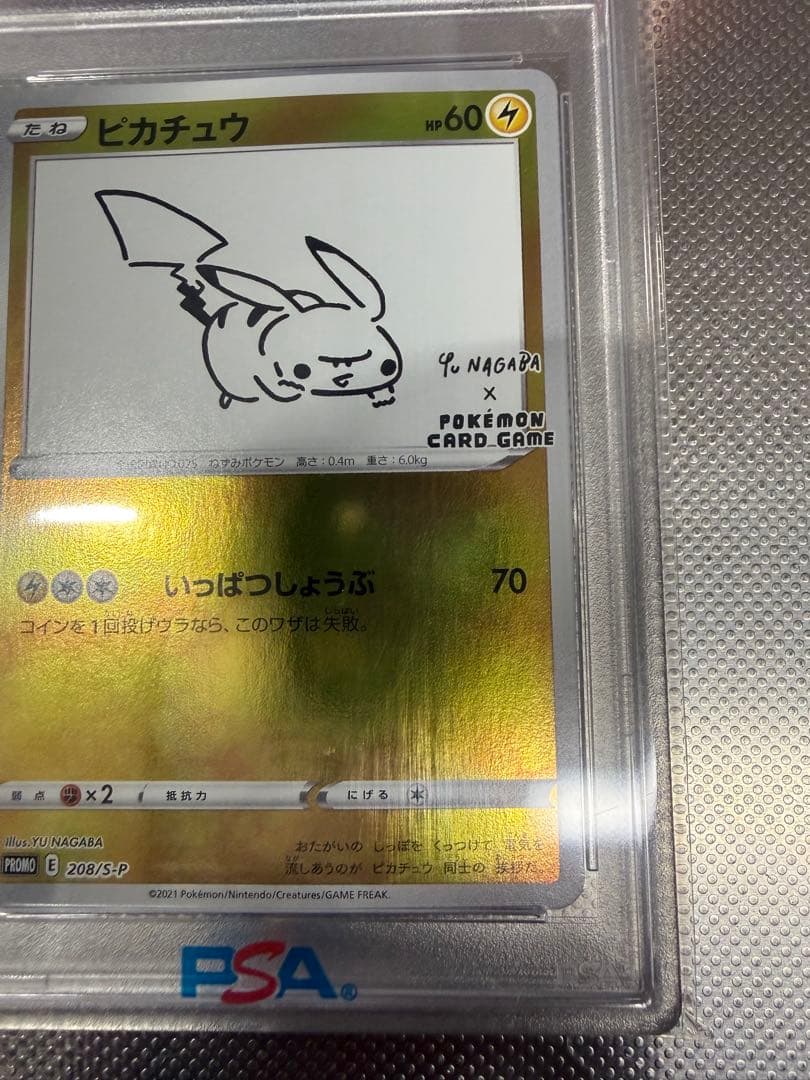 たね ピカチュウ HP60
YU NAGABA
×
POKÉMON
CARD GAME
ねずみポケモン 高さ:0.4m 重さ:6.0kg
いっぱつしょうぶ 70
コインを1回投げウラなら、このワザは失敗。
しっぱい
弱点 ×2 抵抗力 にげる
illus.YU NAGABA
おたがいの しっぽを くっつけて 電気を
PROMO E 208/S-P
流しあうのが ピカチュウ 同士の 挨拶だ。
©2021 Pokémon/Nintendo/Creatures/GAME FREAK.
PSA®